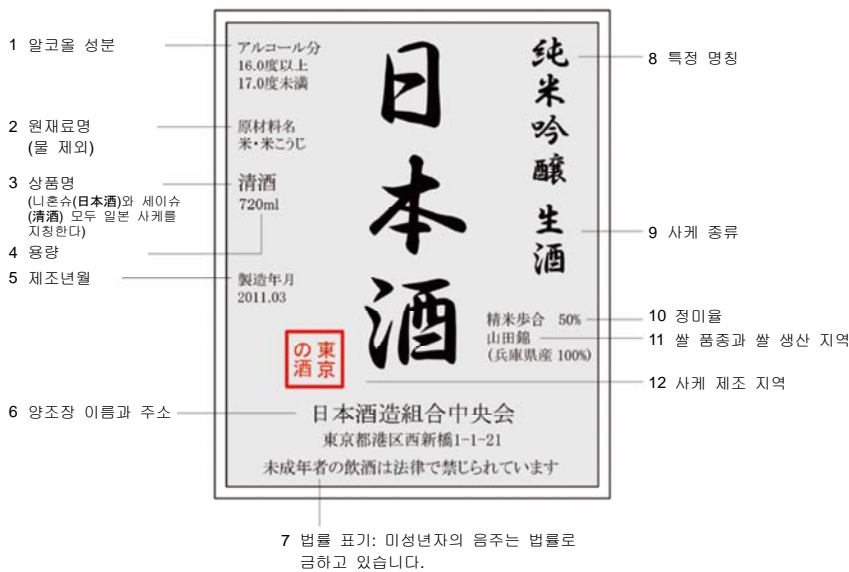 1 알코올 성분
2 원재료명
(물 제외)
3 상품명
(니혼슈(日本酒)와 세이슈
(清酒) 모두 일본 사케를
지칭한다)
4 용량
5 제조년월
6 양조장 이름과 주소
アルコール分
16.0度以上
17.0度未満
原材料名
米・米こうじ
清酒
720ml
製造年月
2011.03
日本酒
純米吟醸 生酒
精米歩合 50%
山田錦
(兵庫県産 100%)
東京
の酒
日本酒造組合中央会
東京都港区西新橋1-1-21
未成年者の飲酒は法律で禁じられています
8 특정 명칭
9 사케 종류
10 정미율
11 쌀 품종과 쌀 생산 지역
12 사케 제조 지역
7 법률 표기: 미성년자의 음주는 법률로
금하고 있습니다.